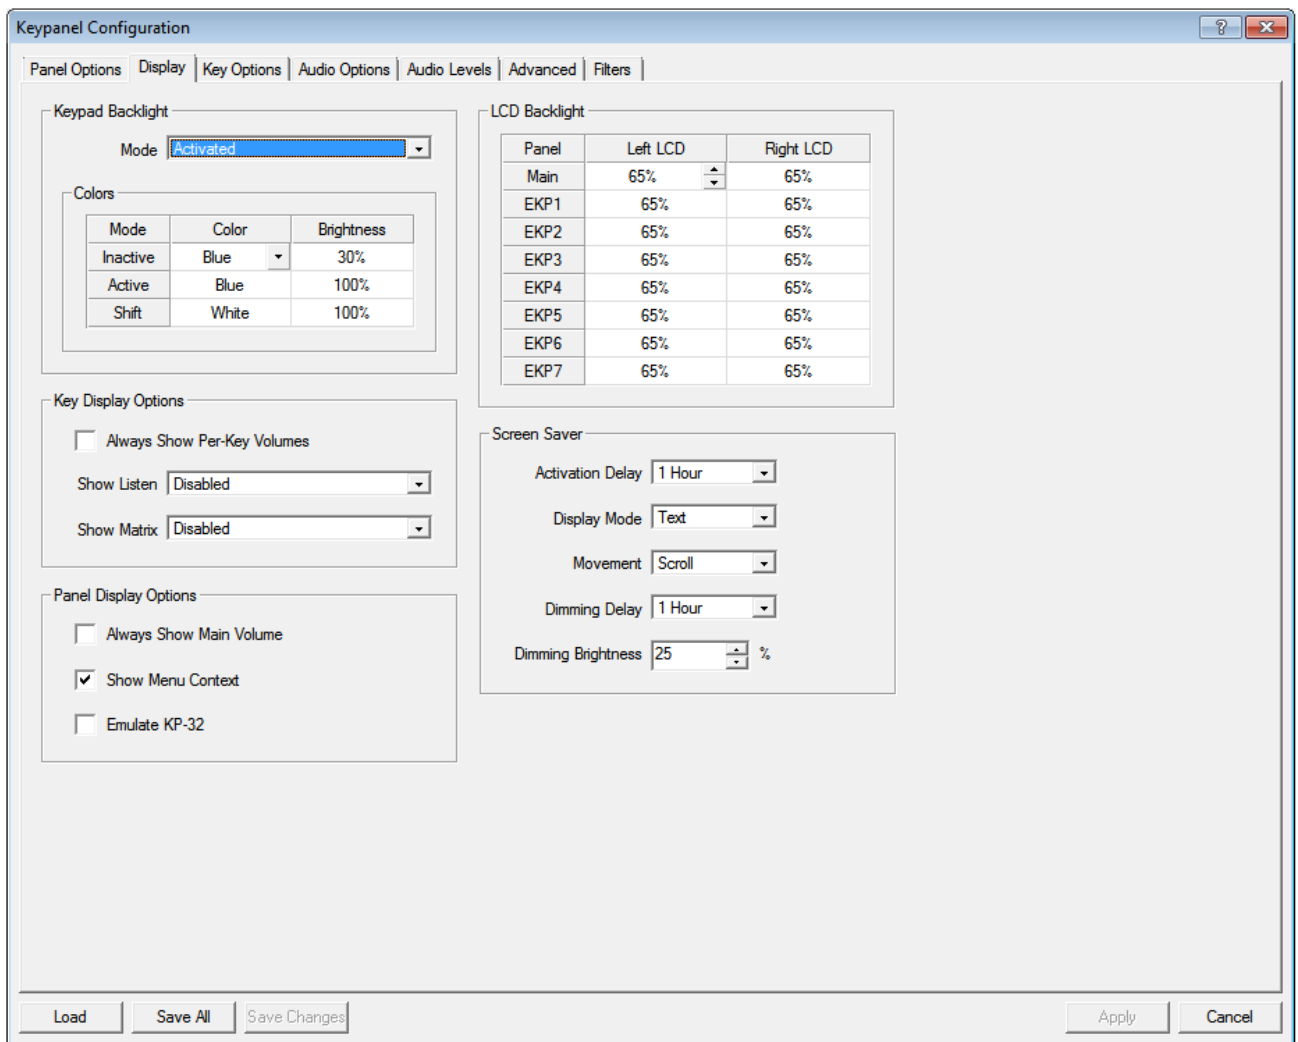 Keypanel Configuration
Panel Options Display Key Options Audio Options Audio Levels Advanced Filters
Keypad Backlight
Mode Activated
Colors
Mode Color Brightness
Inactive Blue 30%
Active Blue 100%
Shift White 100%
Key Display Options
Always Show Per-Key Volumes
Show Listen Disabled
Show Matrix Disabled
Panel Display Options
Always Show Main Volume
Show Menu Context
Emulate KP-32
LCD Backlight
Panel Left LCD Right LCD
Main 65% 65%
EKP1 65% 65%
EKP2 65% 65%
EKP3 65% 65%
EKP4 65% 65%
EKP5 65% 65%
EKP6 65% 65%
EKP7 65% 65%
Screen Saver
Activation Delay 1 Hour
Display Mode Text
Movement Scroll
Dimming Delay 1 Hour
Dimming Brightness 25 %
Load Save All Save Changes Apply Cancel